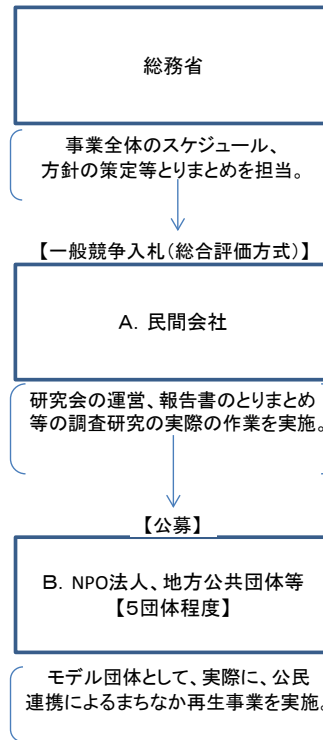 総務省
事業全体のスケジュール、
方針の策定等とりまとめを担当。
【一般競争入札(総合評価方式)】
A. 民間会社
研究会の運営、報告書のとりまとめ
等の調査研究の実際の作業を実施。
【公募】
B. NPO法人、地方公共団体等
【5団体程度】
モデル団体として、実際に、公民
連携によるまちなか再生事業を実施。